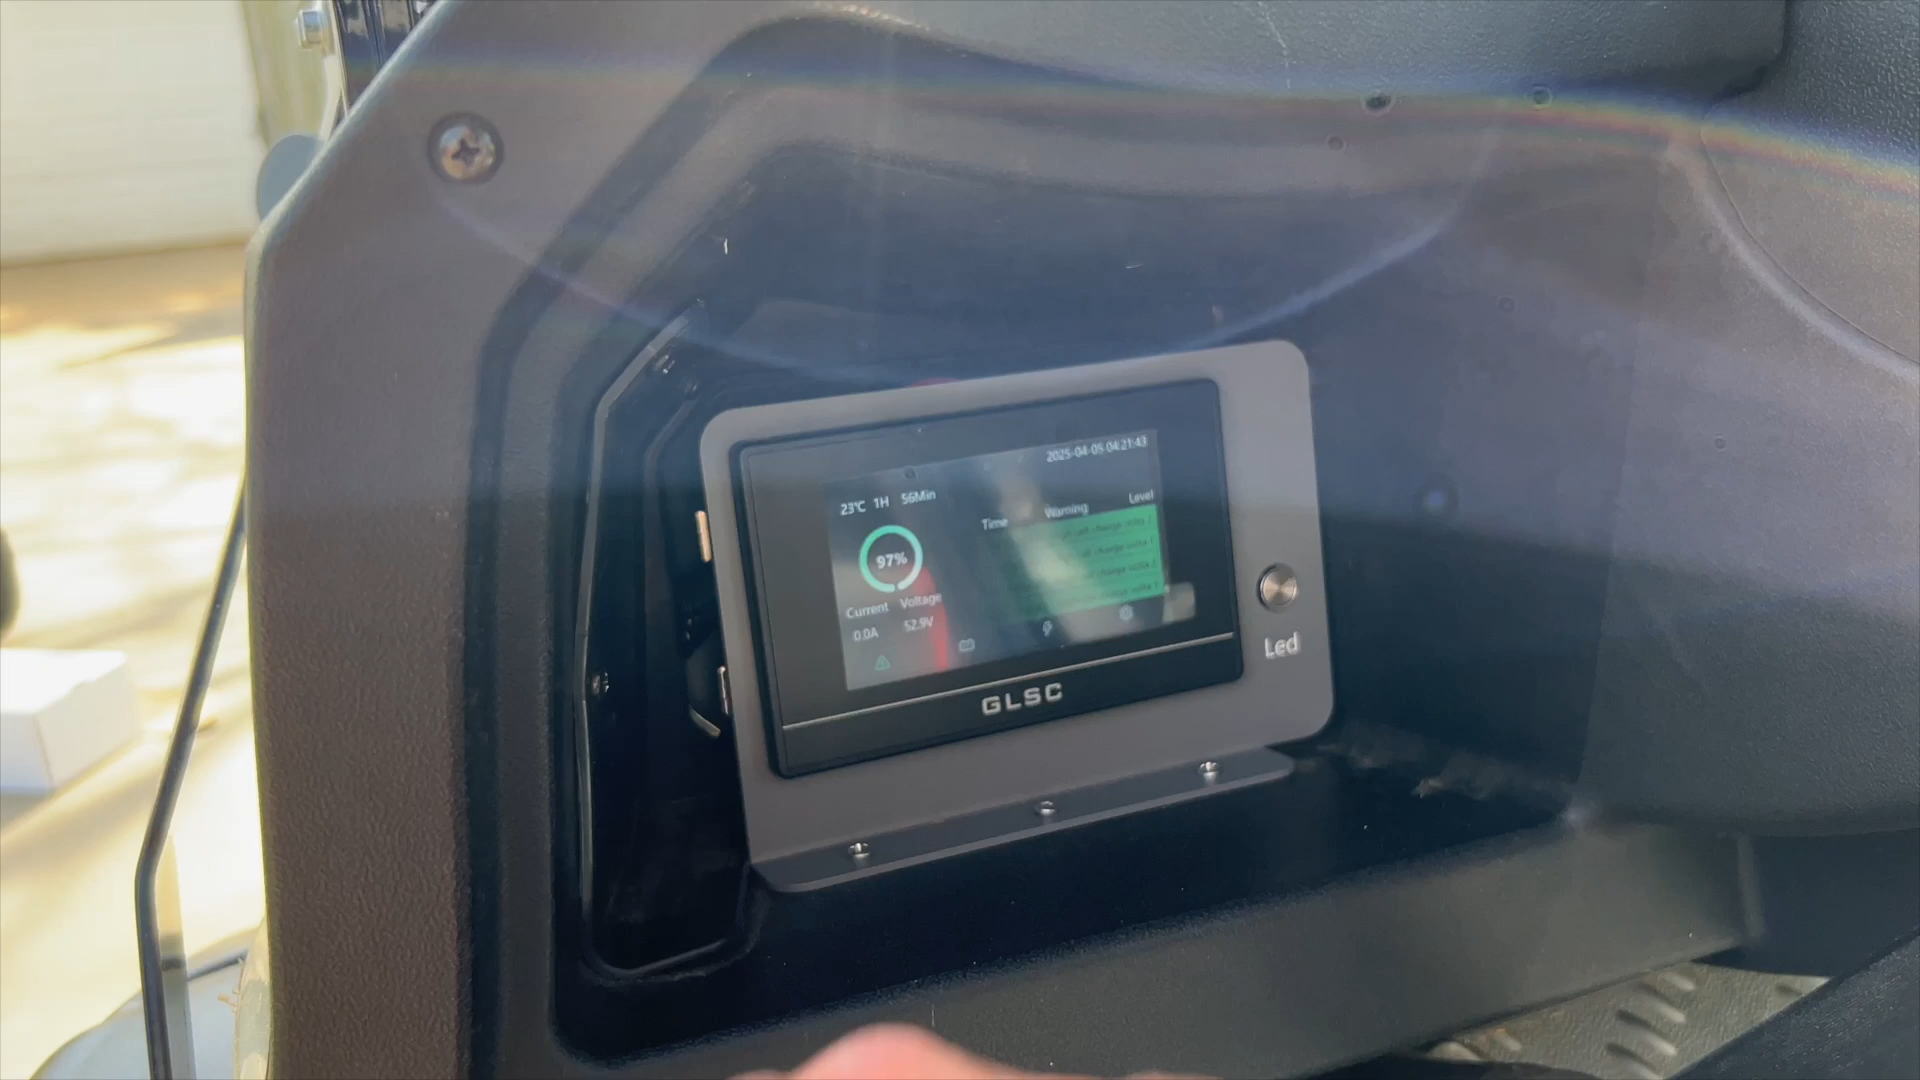 2025-04-05 04:21:43
23℃ 1H 56Min
Time Warning Level
97%
Current Voltage
0.0A 52.9V
GLSC
Led